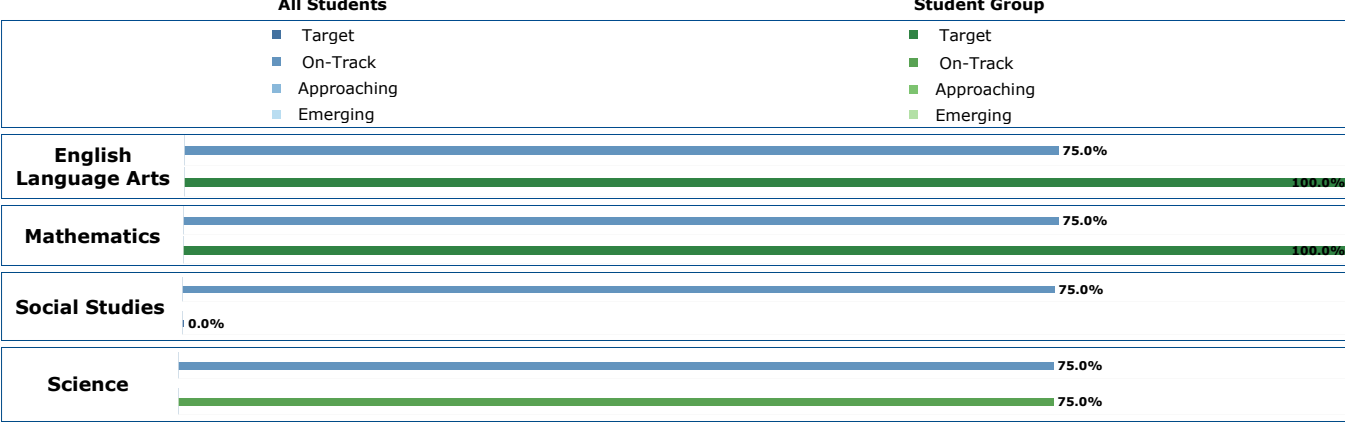 All Students Student Group
Target Target
On-Track On-Track
Approaching Approaching
Emerging Emerging
English
Language Arts
75.0%
100.0%
Mathematics
75.0%
100.0%
Social Studies
75.0%
0.0%
Science
75.0%
75.0%